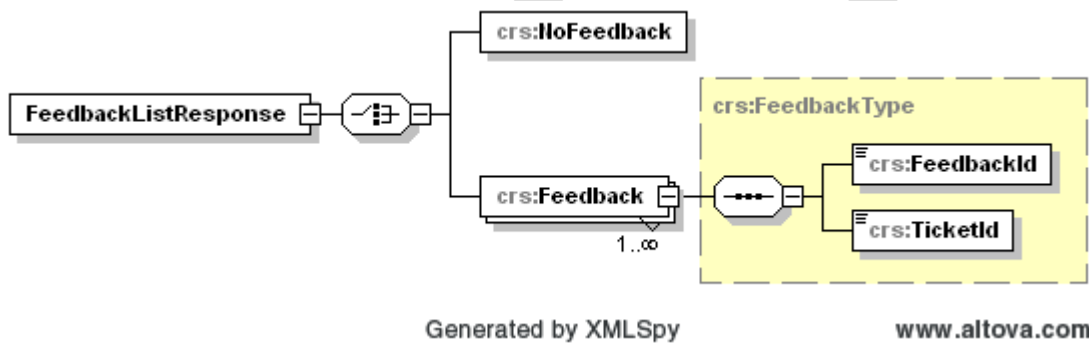 crs:NoFeedback
crs:FeedbackType
FeedbackListResponse
crs:FeedbackId
crs:Feedback
1..∞
crs:TicketId
Generated by XMLSpy
www.altova.com